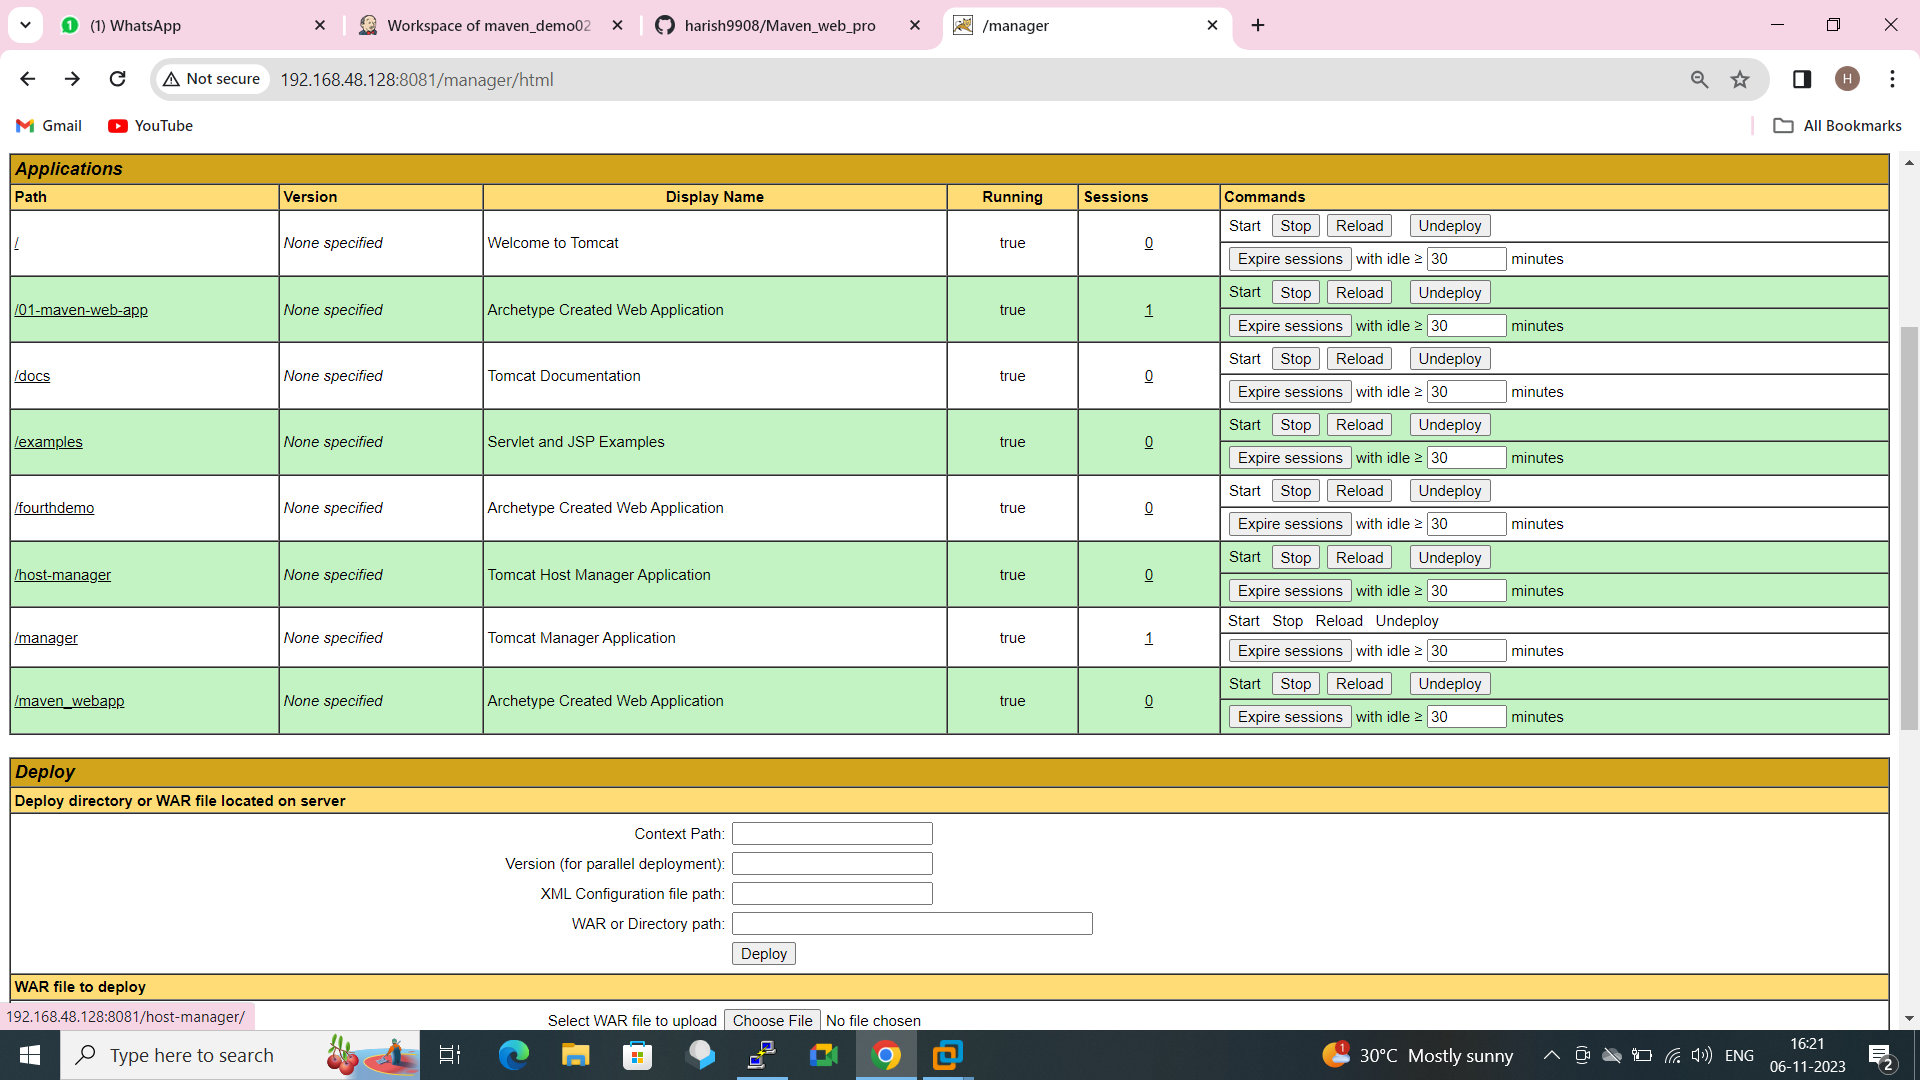 (1) WhatsApp
Workspace of maven_demo02
harish9908/Maven_web_pro
/manager
Not secure 192.168.48.128:8081/manager/html
H
Gmail YouTube All Bookmarks
Applications
Path Version Display Name Running Sessions Commands
/ None specified Welcome to Tomcat true 0 Start Stop Reload Undeploy
Expire sessions with idle ≥ 30 minutes
/01-maven-web-app None specified Archetype Created Web Application true 1 Start Stop Reload Undeploy
Expire sessions with idle ≥ 30 minutes
/docs None specified Tomcat Documentation true 0 Start Stop Reload Undeploy
Expire sessions with idle ≥ 30 minutes
/examples None specified Servlet and JSP Examples true 0 Start Stop Reload Undeploy
Expire sessions with idle ≥ 30 minutes
/fourthdemo None specified Archetype Created Web Application true 0 Start Stop Reload Undeploy
Expire sessions with idle ≥ 30 minutes
/host-manager None specified Tomcat Host Manager Application true 0 Start Stop Reload Undeploy
Expire sessions with idle ≥ 30 minutes
/manager None specified Tomcat Manager Application true 1 Start Stop Reload Undeploy
Expire sessions with idle ≥ 30 minutes
/maven_webapp None specified Archetype Created Web Application true 0 Start Stop Reload Undeploy
Expire sessions with idle ≥ 30 minutes
Deploy
Deploy directory or WAR file located on server
Context Path:
Version (for parallel deployment):
XML Configuration file path:
WAR or Directory path:
Deploy
WAR file to deploy
192.168.48.128:8081/host-manager/
Select WAR file to upload Choose File No file chosen
Type here to search
1
30°C Mostly sunny
ENG
16:21
06-11-2023
2